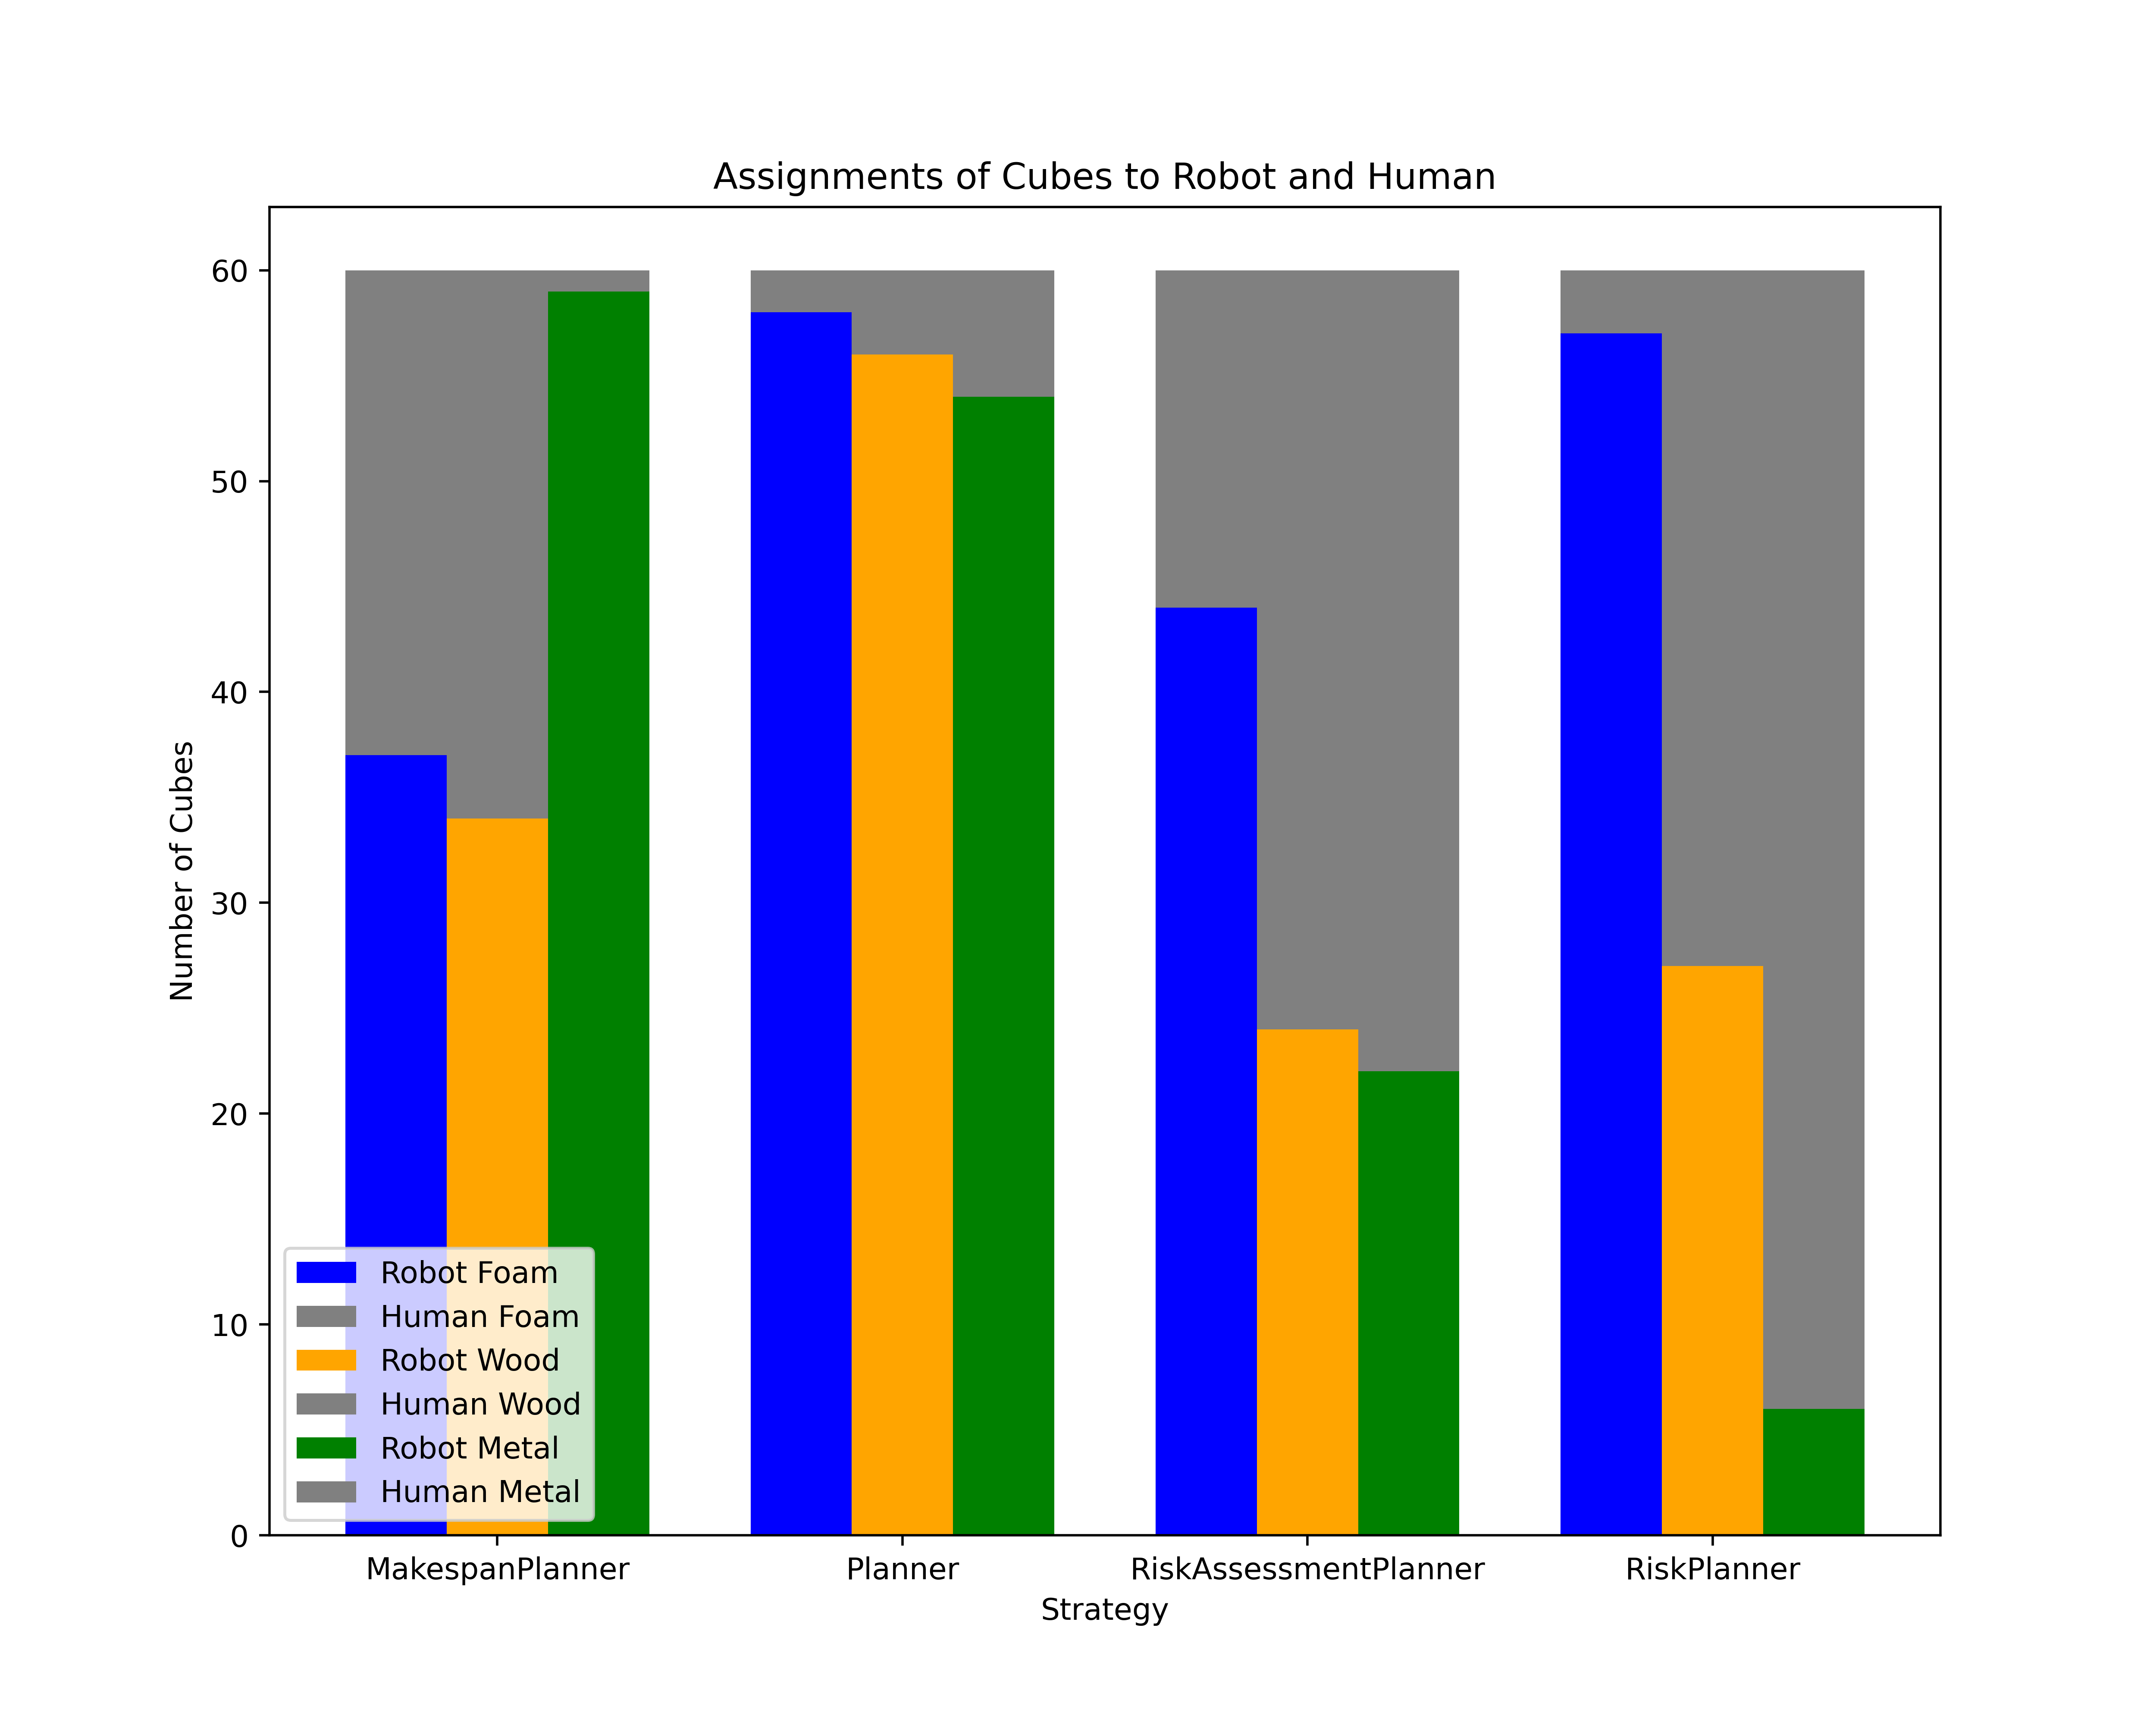 Assignments of Cubes to Robot and Human
60
50
40
30
20
10
0
Number of Cubes
Robot Foam
Human Foam
Robot Wood
Human Wood
Robot Metal
Human Metal
MakespanPlanner Planner RiskAssessmentPlanner RiskPlanner
Strategy